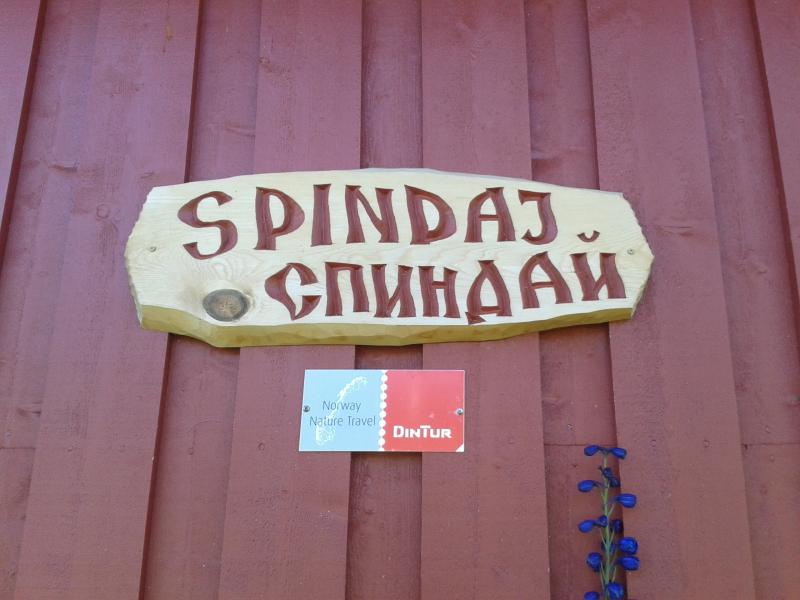 SPINDAJ
СПИНДАЙ
Norway
Nature Travel
DINTUR